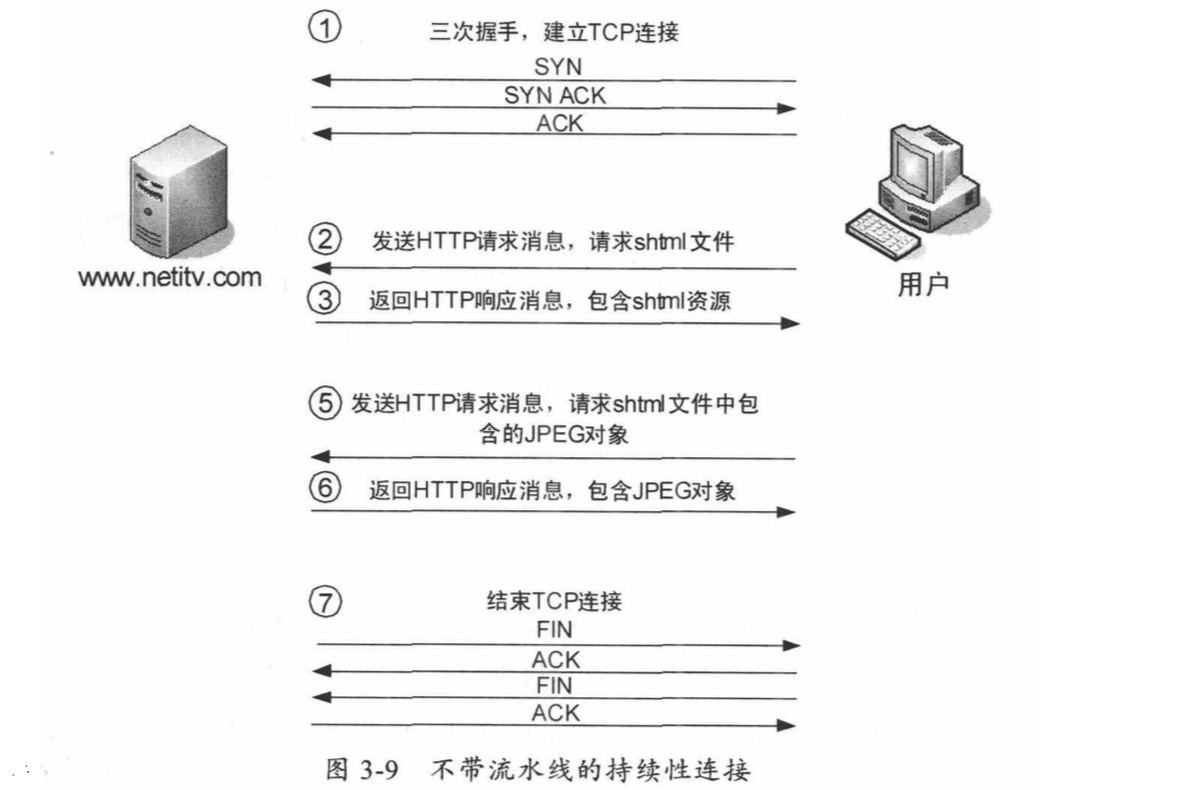 ① 三次握手，建立TCP连接
SYN
SYN ACK
ACK
www.netitv.com
用户
② 发送HTTP请求消息，请求shtml文件
③ 返回HTTP响应消息，包含shtml资源
⑤ 发送HTTP请求消息，请求shtml文件中包
含的JPEG对象
⑥ 返回HTTP响应消息，包含JPEG对象
⑦ 结束TCP连接
FIN
ACK
FIN
ACK
图 3-9 不带流水线的持续性连接